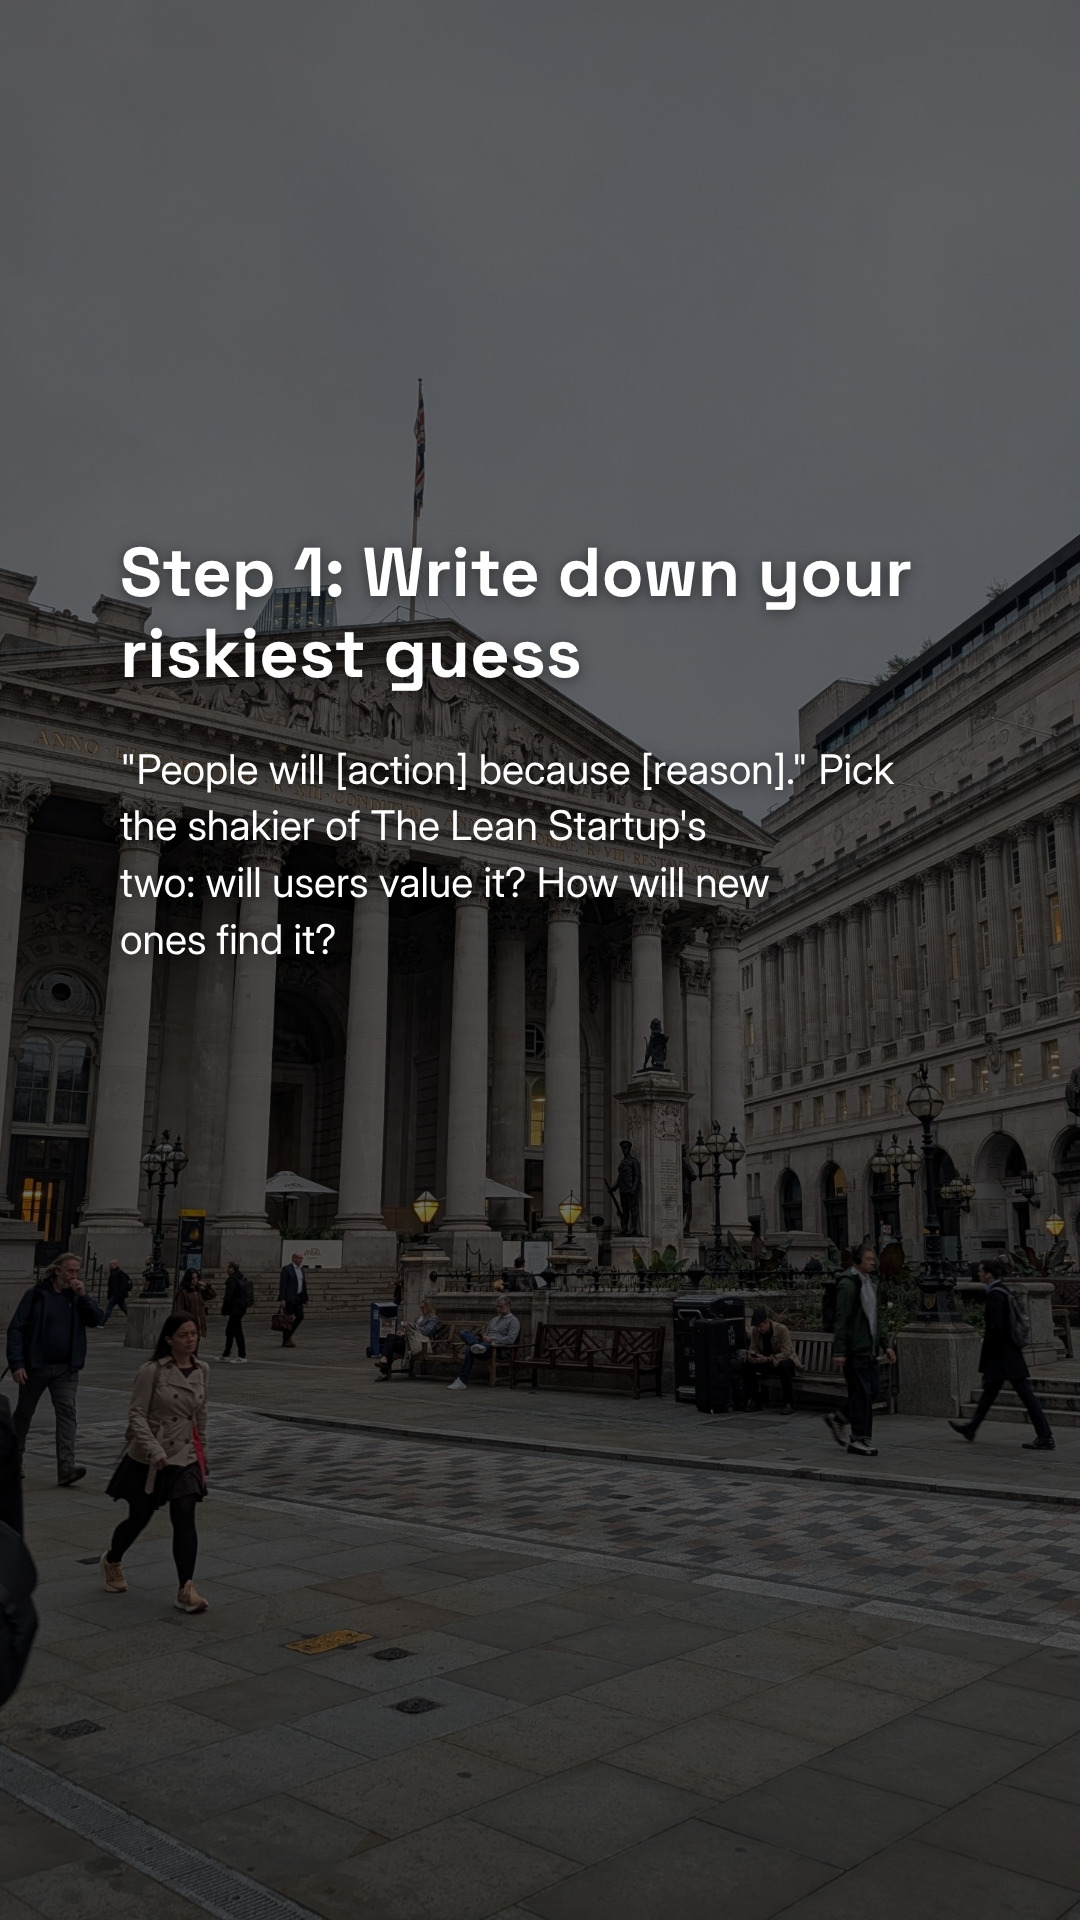 Step 1: Write down your
riskiest guess
"People will [action] because [reason]." Pick
the shakier of The Lean Startup's
two: will users value it? How will new
ones find it?
ANNO